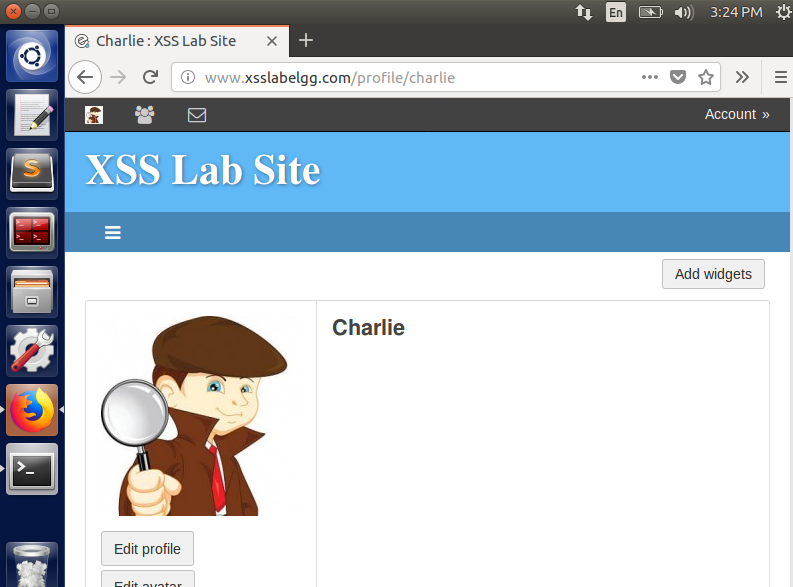 En 3:24 PM
Charlie : XSS Lab Site
www.xsslabelgg.com/profile/charlie
Account »
XSS Lab Site
Add widgets
Charlie
Edit profile
Edit avatar